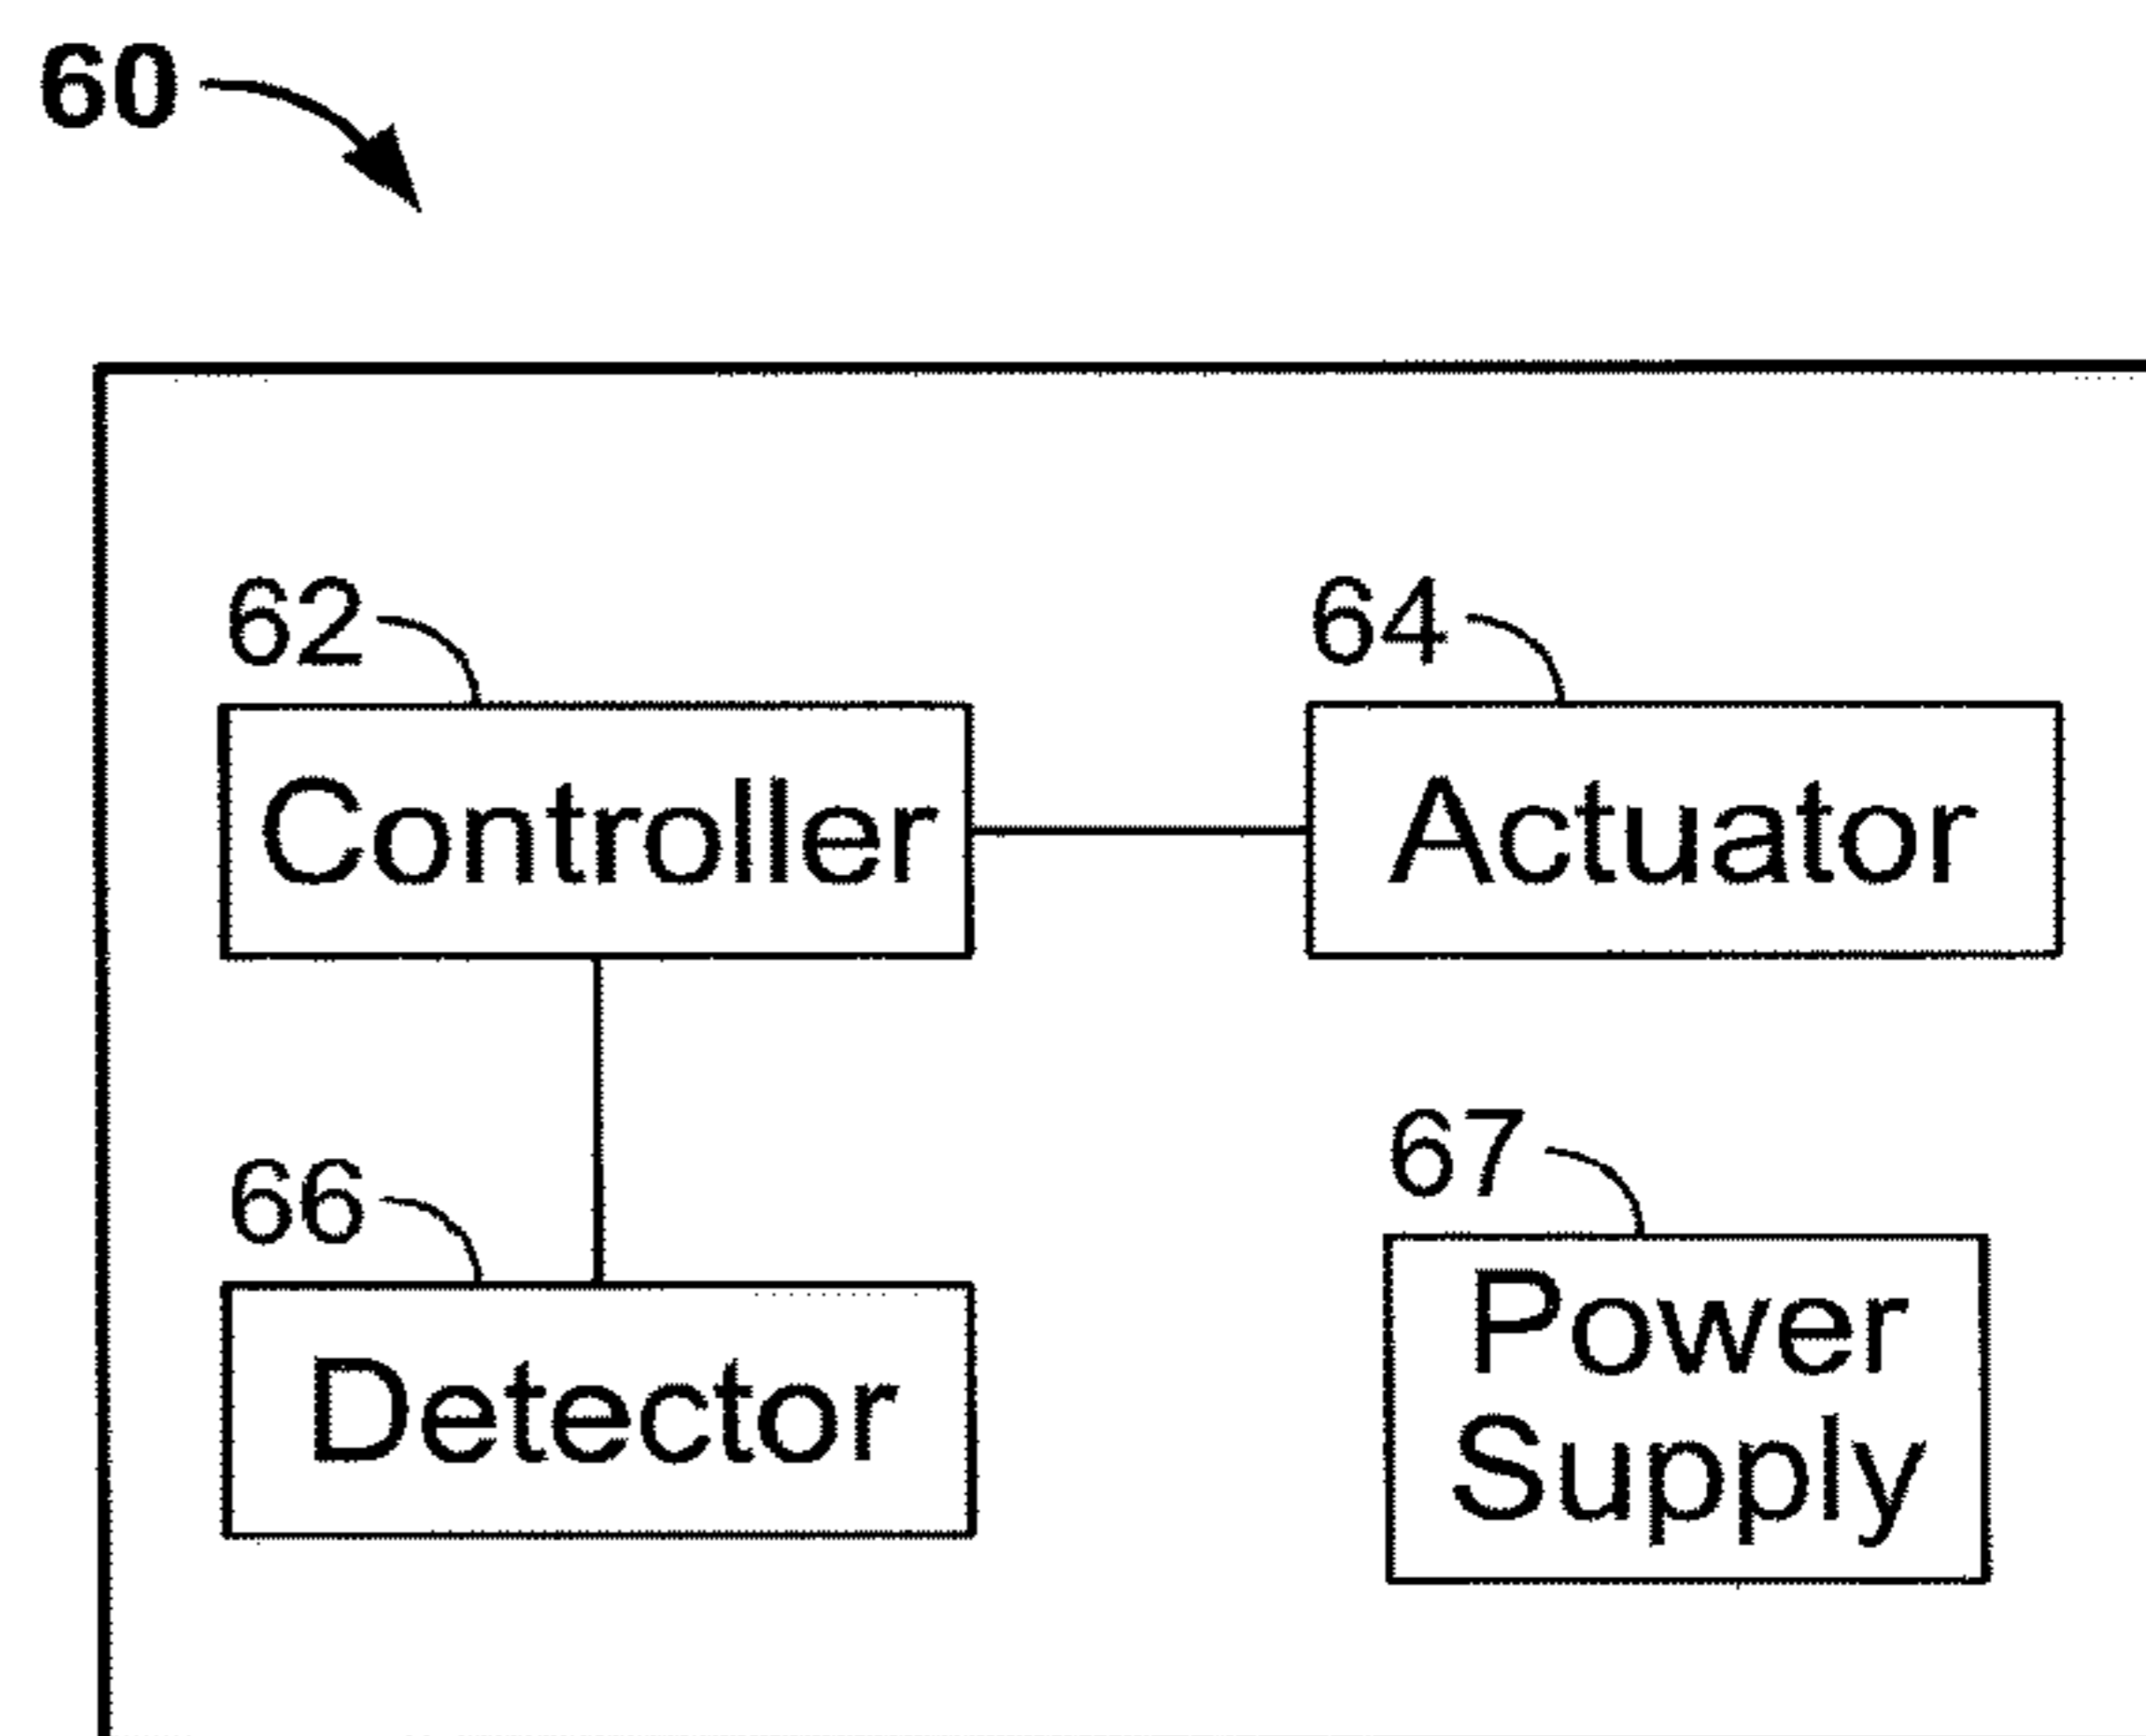 60
62
64
Controller
Actuator
66
67
Detector
Power
Supply